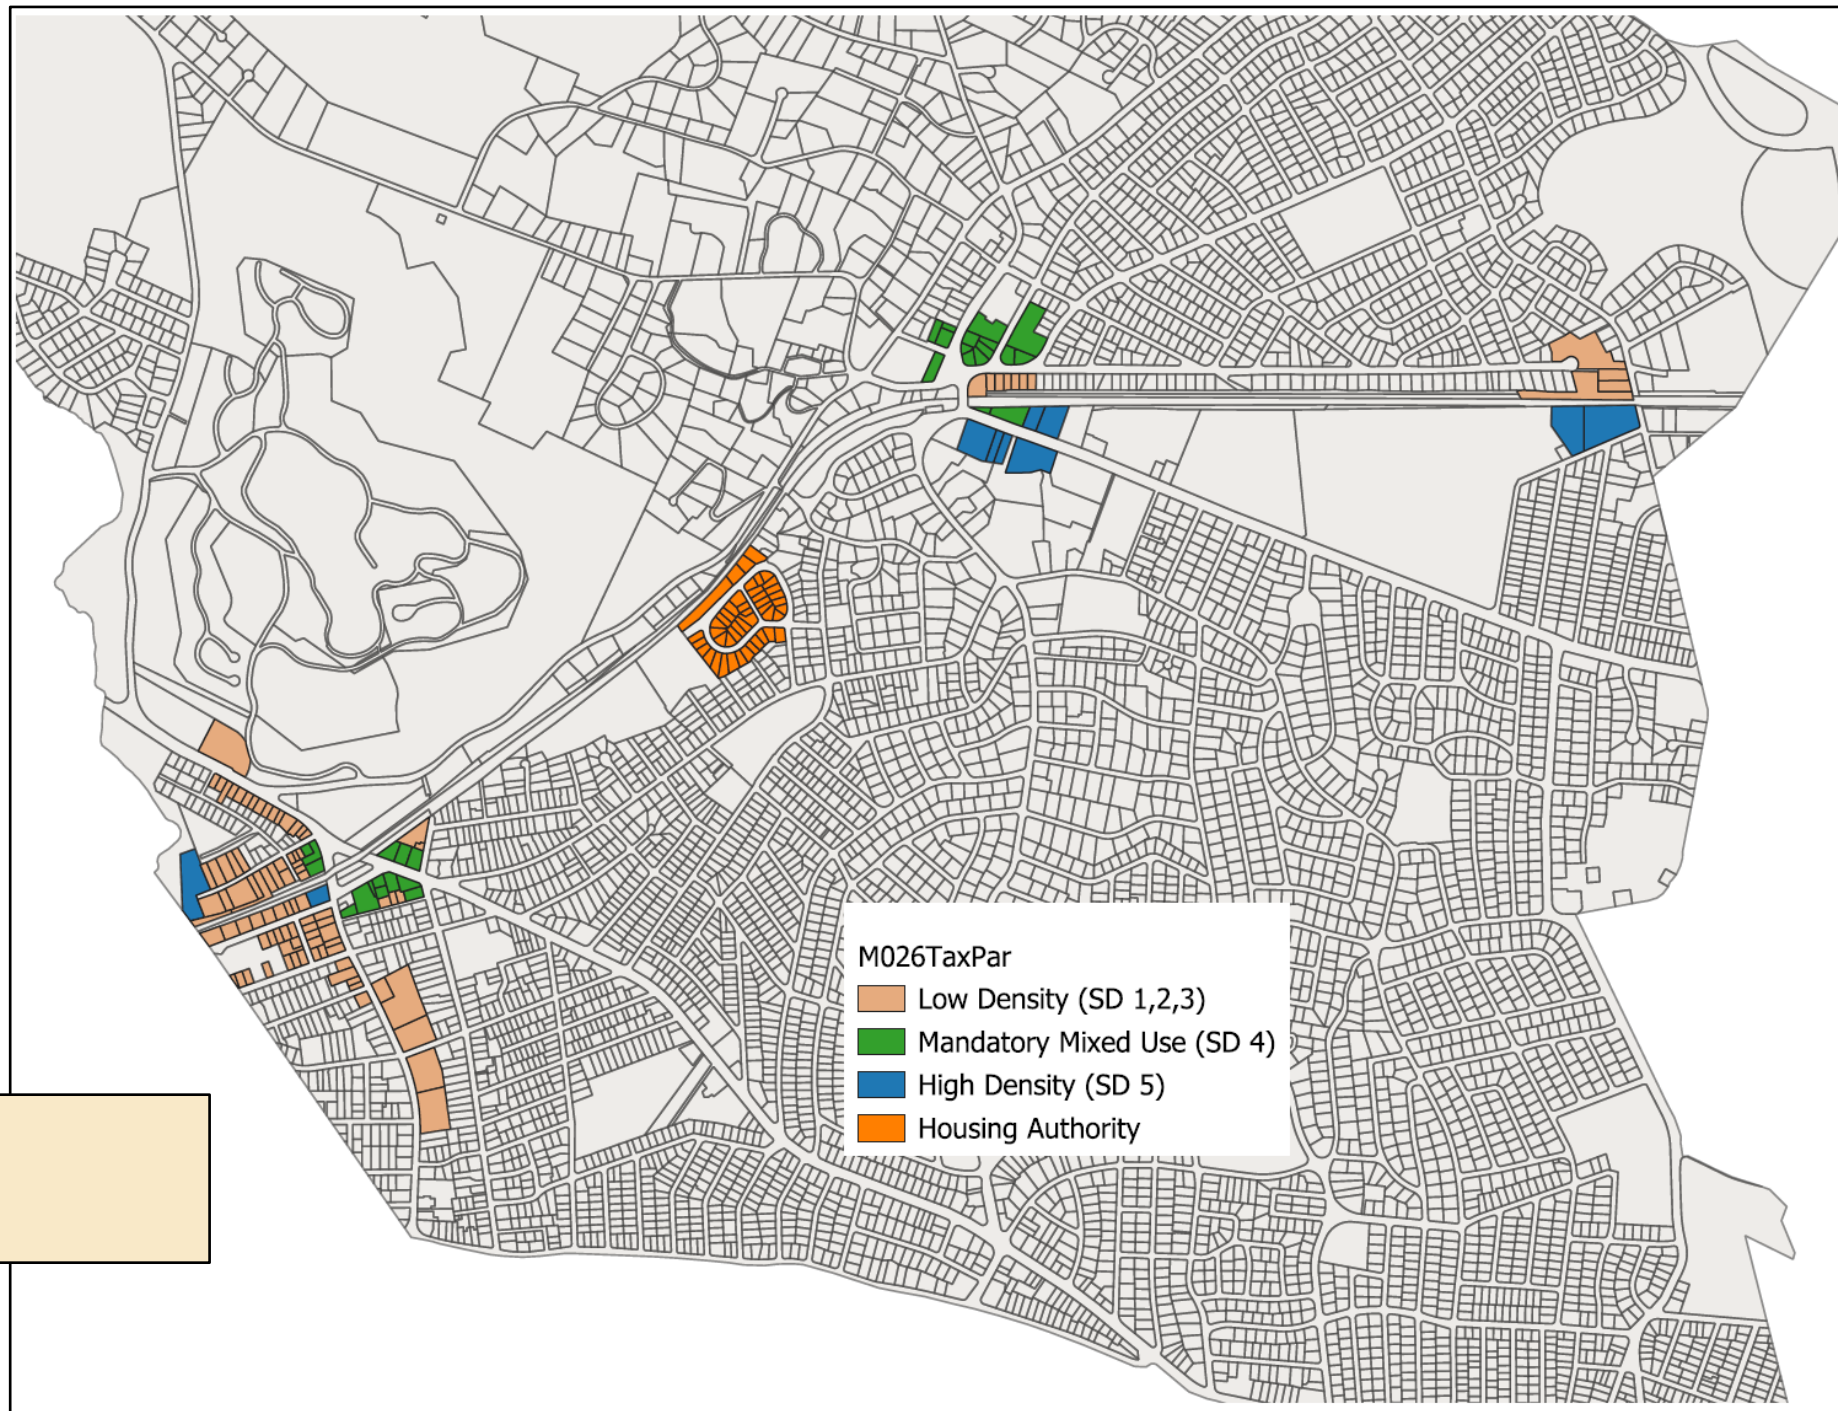 M026TaxPar
Low Density (SD 1,2,3)
Mandatory Mixed Use (SD 4)
High Density (SD 5)
Housing Authority